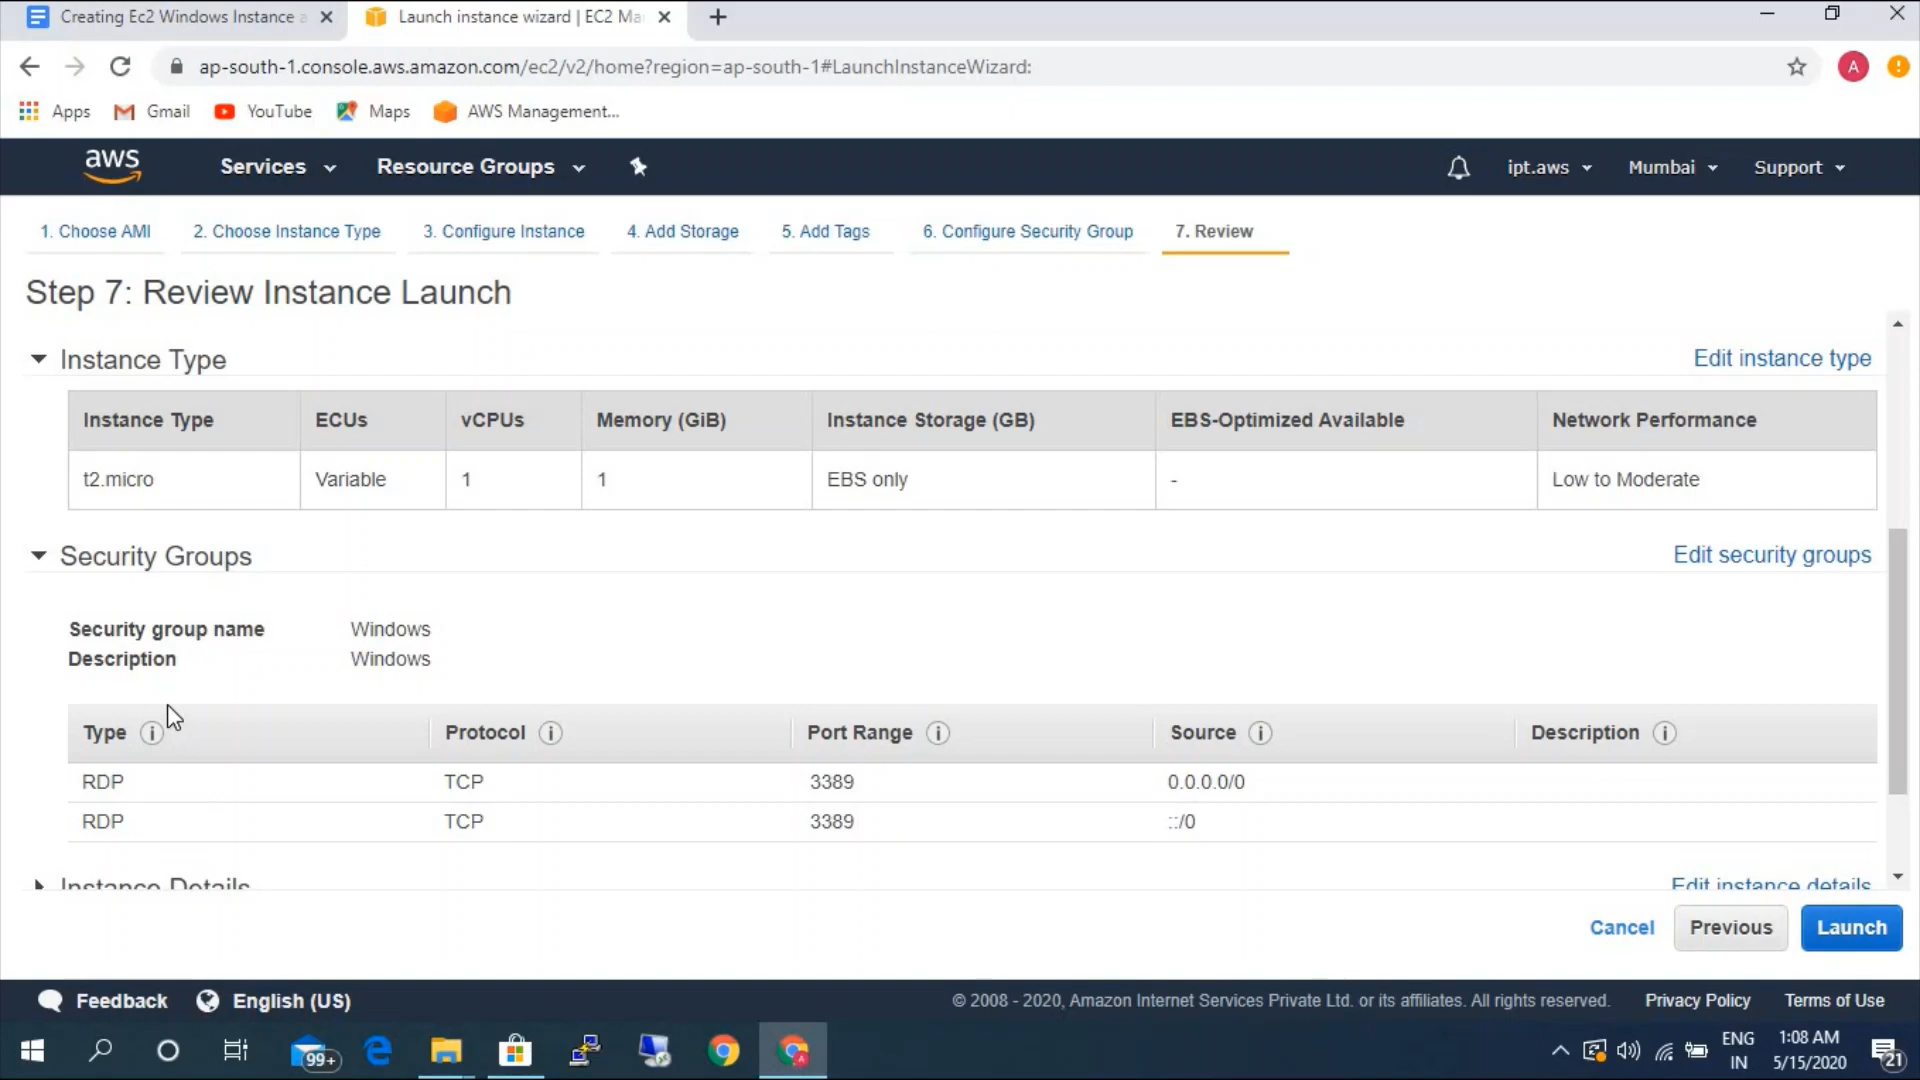 Creating Ec2 Windows Instance a
Launch instance wizard | EC2 Ma
ap-south-1.console.aws.amazon.com/ec2/v2/home?region=ap-south-1#LaunchInstanceWizard:
A
Apps Gmail YouTube Maps AWS Management...
aws Services Resource Groups ipt.aws Mumbai Support
1. Choose AMI 2. Choose Instance Type 3. Configure Instance 4. Add Storage 5. Add Tags 6. Configure Security Group 7. Review
Step 7: Review Instance Launch
Instance Type Edit instance type
Instance Type ECUs vCPUs Memory (GiB) Instance Storage (GB) EBS-Optimized Available Network Performance
t2.micro Variable 1 1 EBS only - Low to Moderate
Security Groups Edit security groups
Security group name Windows
Description Windows
Type i Protocol i Port Range i Source i Description i
RDP TCP 3389 0.0.0.0/0
RDP TCP 3389 ::/0
Instance Details Edit instance details
Cancel Previous Launch
Feedback English (US) © 2008 - 2020, Amazon Internet Services Private Ltd. or its affiliates. All rights reserved. Privacy Policy Terms of Use
99+ A ENG 1:08 AM
IN 5/15/2020 21